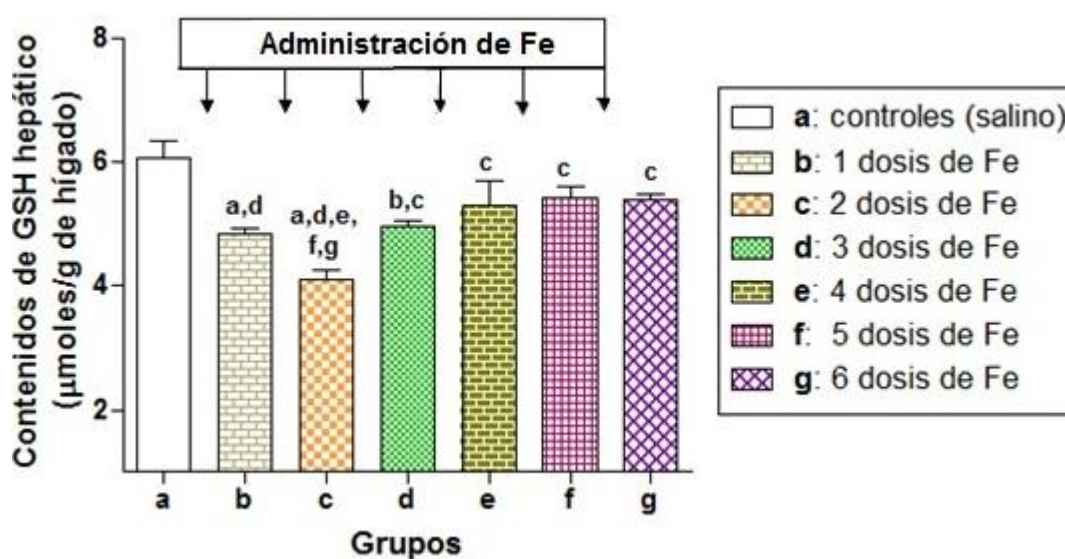 Administración de Fe
Contenidos de GSH hepático
(µmoles/g de hígado)
8
6
4
2
a,d
a,d,e,
f,g
b,c
c
c
c
a b c d e f g
Grupos
a: controles (salino)
b: 1 dosis de Fe
c: 2 dosis de Fe
d: 3 dosis de Fe
e: 4 dosis de Fe
f: 5 dosis de Fe
g: 6 dosis de Fe